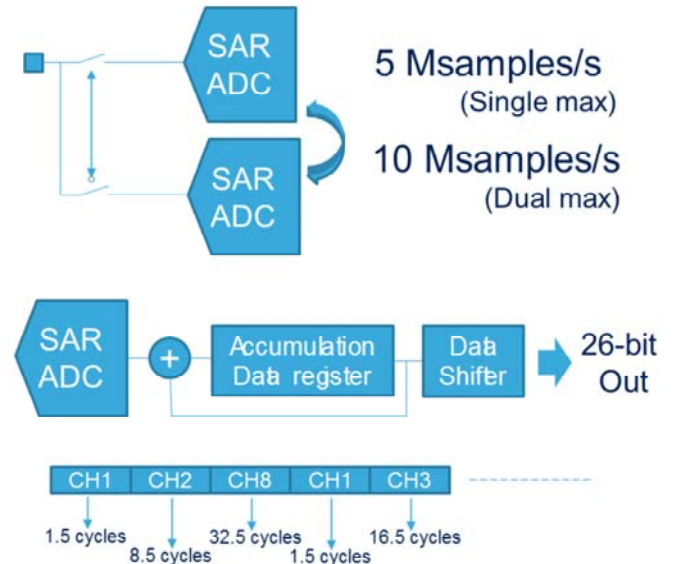 SAR
ADC
5 Msamples/s
(Single max)
SAR
ADC
10 Msamples/s
(Dual max)
SAR
ADC
+
Accumulation
Data register
Data
Shifter
26-bit
Out
CH1 CH2 CH8 CH1 CH3
1.5 cycles 32.5 cycles 16.5 cycles
8.5 cycles 1.5 cycles